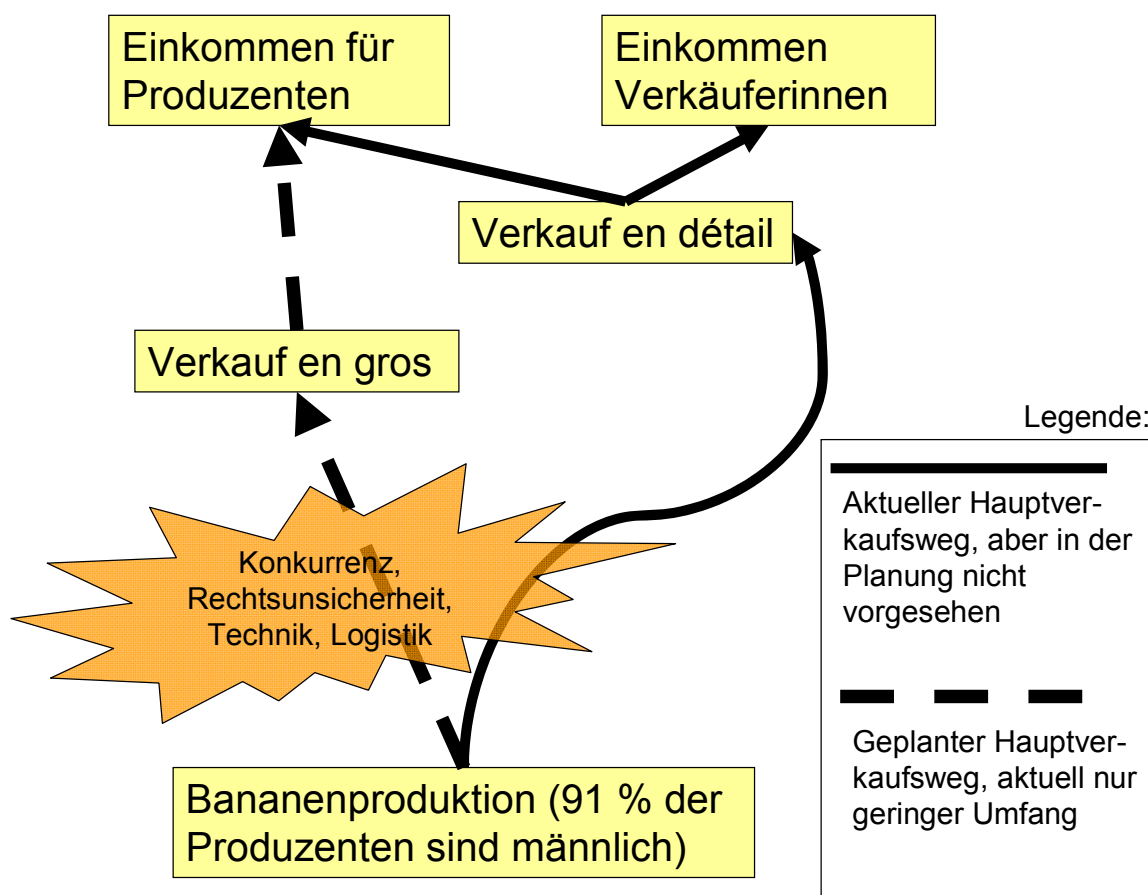 Einkommen für
Produzenten
Einkommen
Verkäuferinnen
Verkauf en détail
Verkauf en gros
Konkurrenz,
Rechtsunsicherheit,
Technik, Logistik
Bananenproduktion (91 % der
Produzenten sind männlich)
Legende:
Aktueller Hauptver-
kaufsweg, aber in der
Planung nicht
vorgesehen
Geplanter Hauptver-
kaufsweg, aktuell nur
geringer Umfang